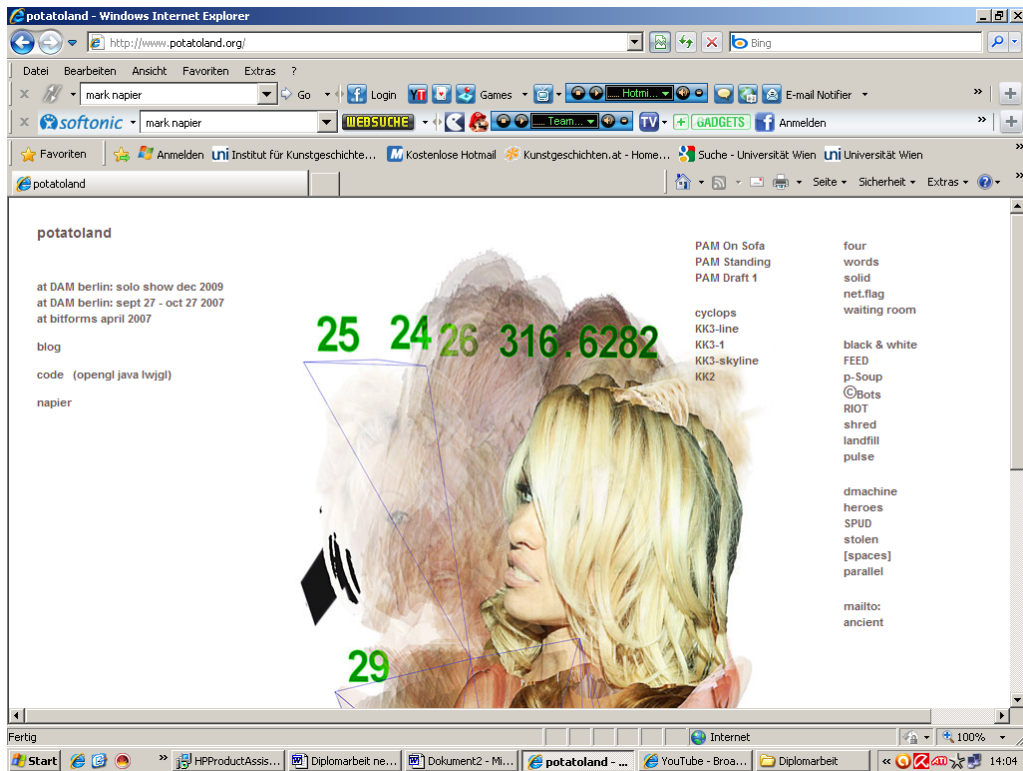 potatoland - Windows Internet Explorer
http://www.potatoland.org/
Bing
Datei Bearbeiten Ansicht Favoriten Extras ?
mark napier Go Login Games Hotmi... E-mail Notifier »
softonic mark napier WEBSUCHE Team... TV GADGETS Anmelden »
Favoriten Anmelden uni Institut für Kunstgeschichte... Kostenlose Hotmail Kunstgeschichten.at - Home... Suche - Universität Wien uni Universität Wien »
potatoland
Seite Sicherheit Extras »
potatoland
at DAM berlin: solo show dec 2009
at DAM berlin: sept 27 - oct 27 2007
at bitforms april 2007
blog
code (opengl java lwjgl)
napier
25 24 26 316.6282
29
PAM On Sofa
PAM Standing
PAM Draft 1
cyclops
KK3-line
KK3-1
KK3-skyline
KK2
four
words
solid
net.flag
waiting room
black & white
FEED
p-Soup
©Bots
RIOT
shred
landfill
pulse
dmachine
heroes
SPUD
stolen
[spaces]
parallel
mailto:
ancient
Fertig Internet 100%
Start » HPProductAssis... Diplomarbeit ne... Dokument2 - Mi... potatoland - ... YouTube - Broa... Diplomarbeit « 14:04